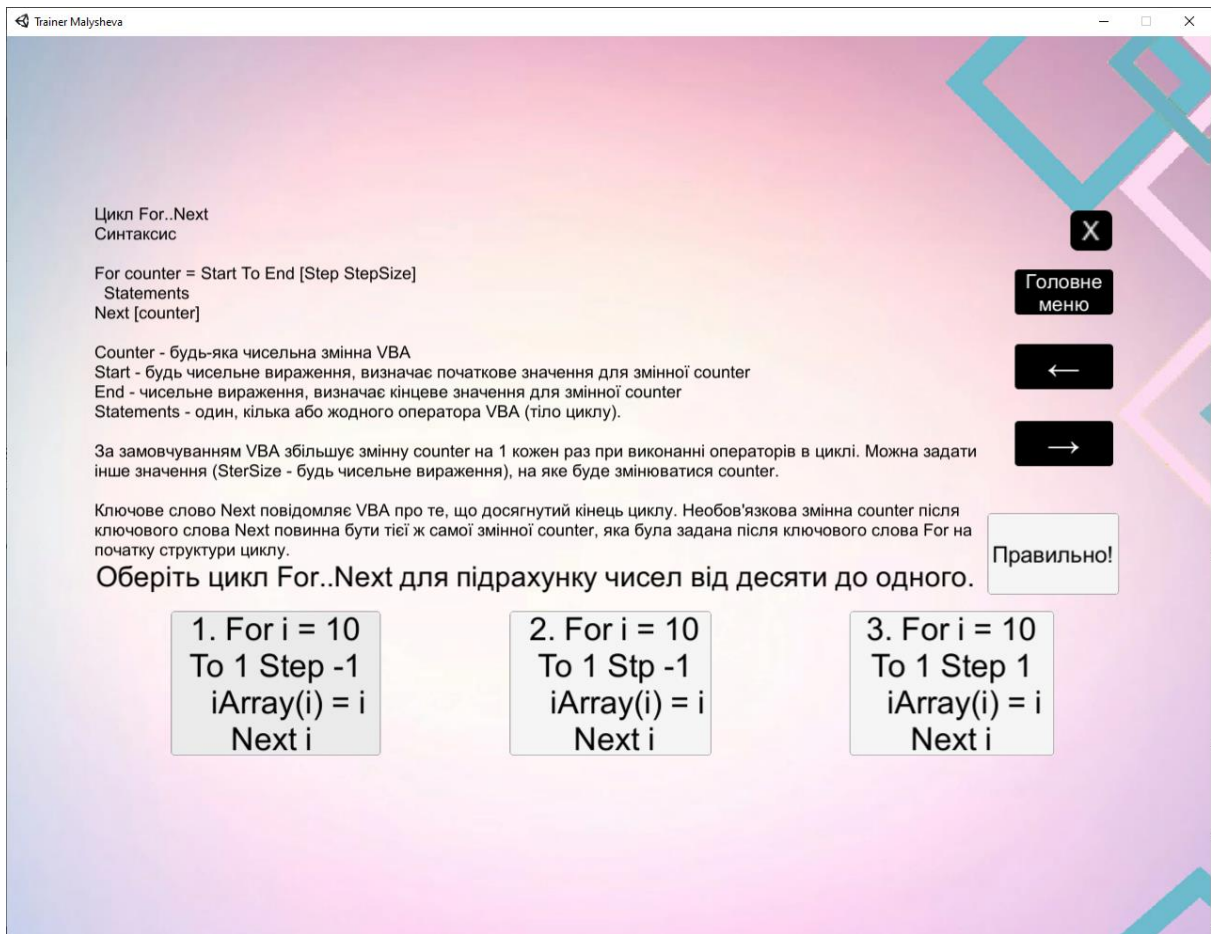 Trainer Malysheva
Цикл For..Next
Синтаксис
For counter = Start To End [Step StepSize]
Statements
Next [counter]
Counter - будь-яка чисельна змінна VBA
Start - будь чисельне вираження, визначає початкове значення для змінної counter
End - чисельне вираження, визначає кінцеве значення для змінної counter
Statements - один, кілька або жодного оператора VBA (тіло циклу).
За замовчуванням VBA збільшує змінну counter на 1 кожен раз при виконанні операторів в циклі. Можна задати
інше значення (SterSize - будь чисельне вираження), на яке буде змінюватися counter.
Ключове слово Next повідомляє VBA про те, що досягнутий кінець циклу. Необов'язкова змінна counter після
ключового слова Next повинна бути тієї ж самої змінної counter, яка була задана після ключового слова For на
початку структури циклу.
Оберіть цикл For..Next для підрахунку чисел від десяти до одного.
X
Головне
меню
←
→
Правильно!
1. For i = 10
To 1 Step -1
iArray(i) = i
Next i
2. For i = 10
To 1 Stp -1
iArray(i) = i
Next i
3. For i = 10
To 1 Step 1
iArray(i) = i
Next i